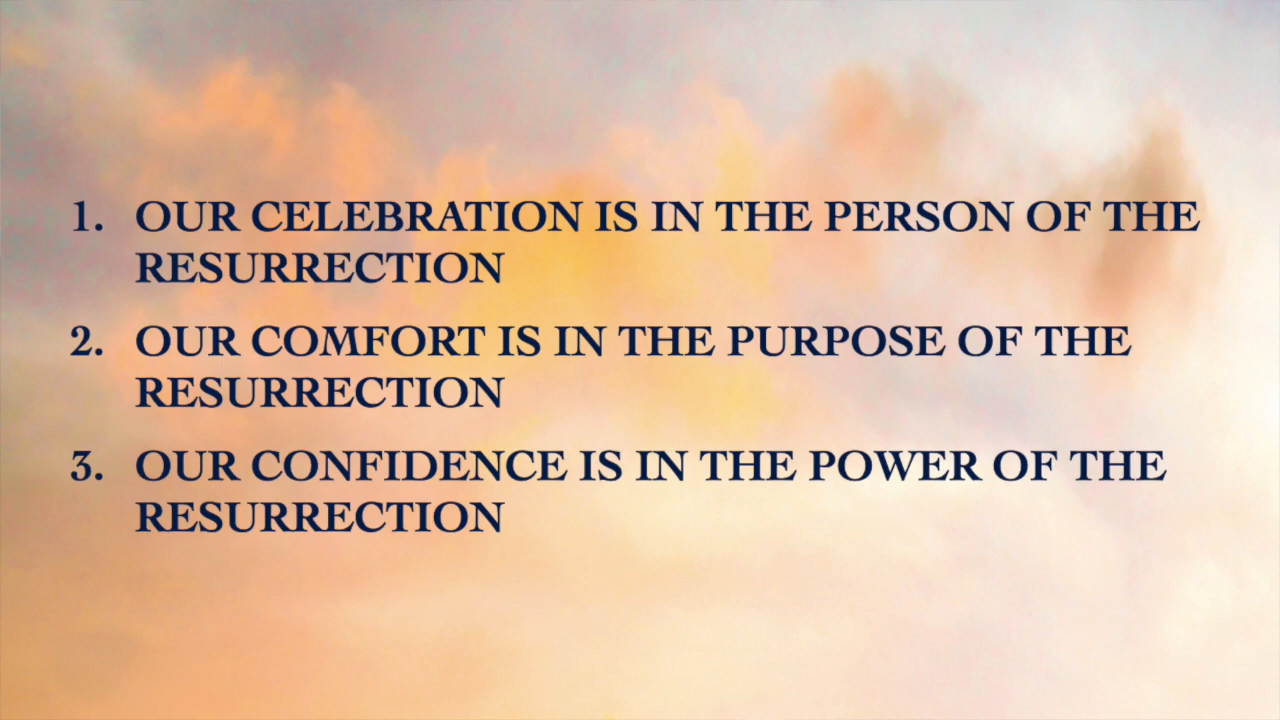 1. OUR CELEBRATION IS IN THE PERSON OF THE
RESURRECTION
2. OUR COMFORT IS IN THE PURPOSE OF THE
RESURRECTION
3. OUR CONFIDENCE IS IN THE POWER OF THE
RESURRECTION